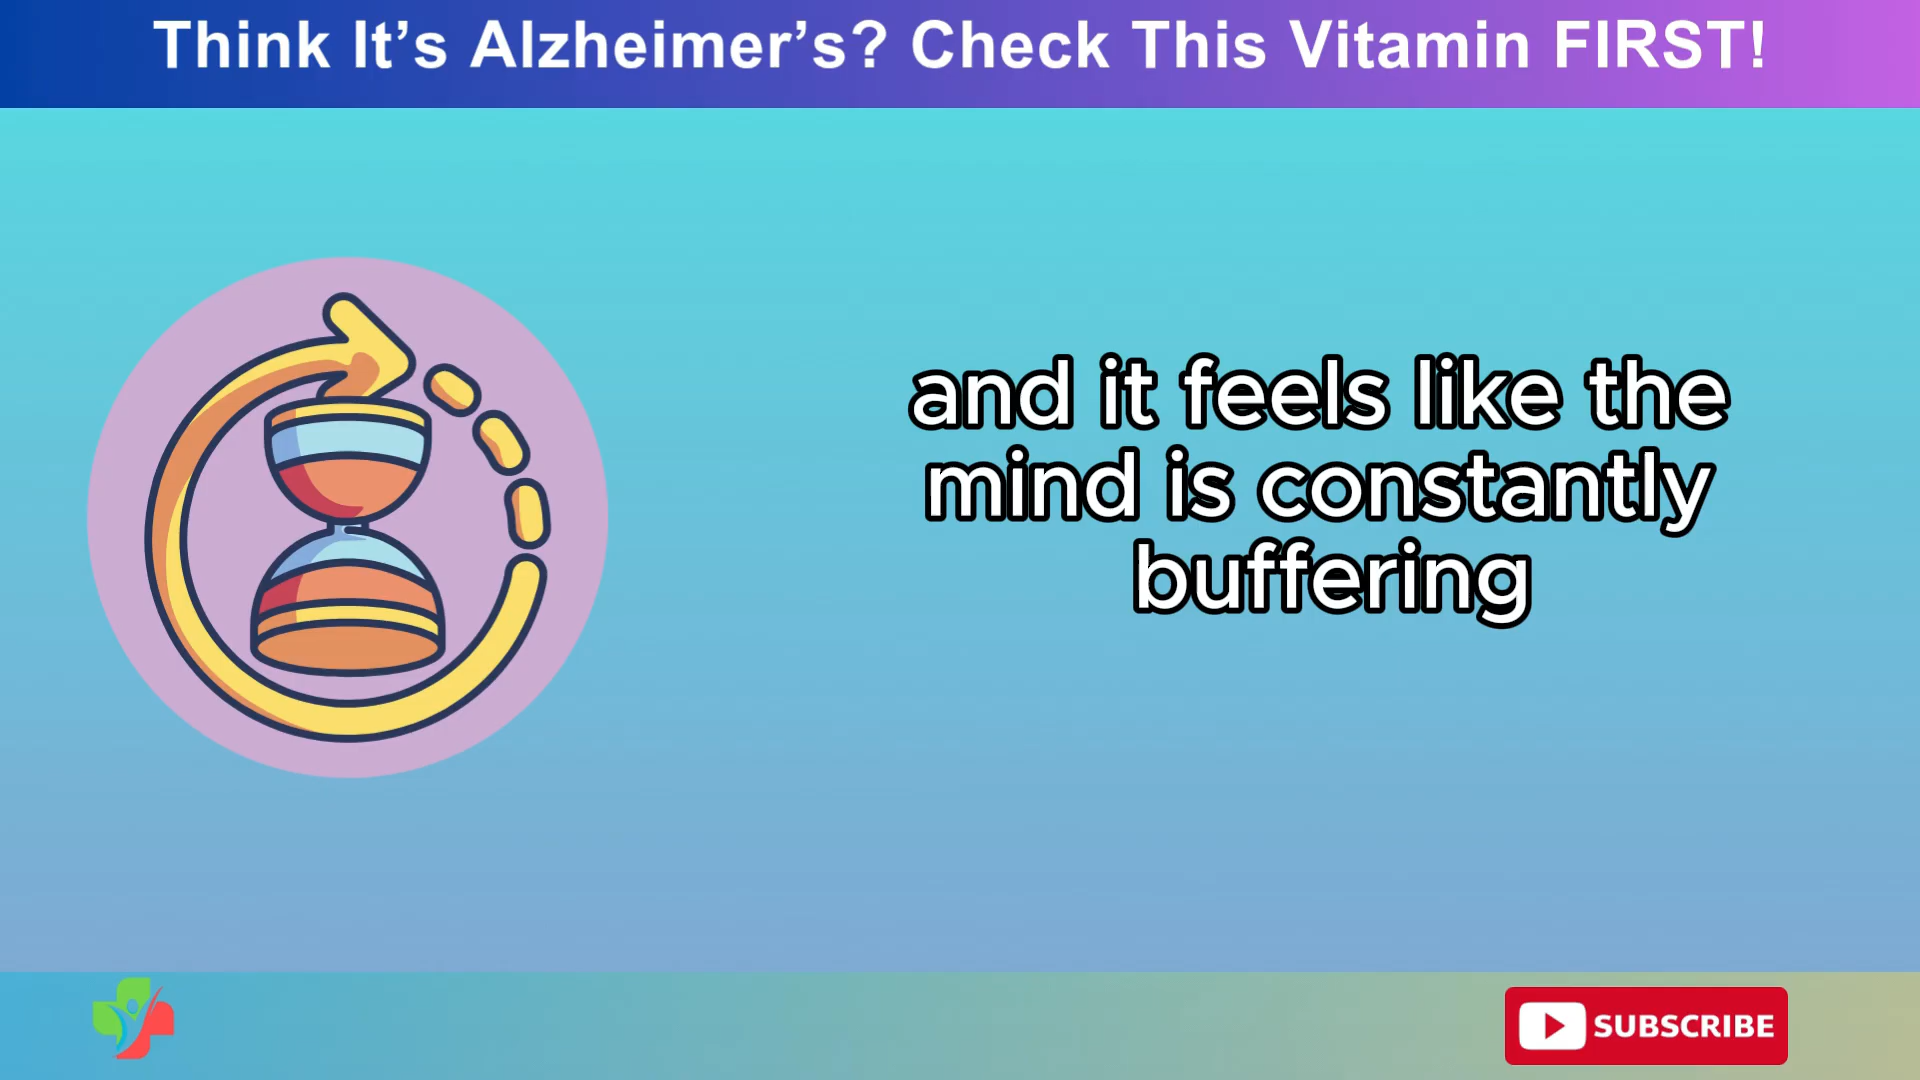 Think It’s Alzheimer’s? Check This Vitamin FIRST!
and it feels like the
mind is constantly
buffering
SUBSCRIBE